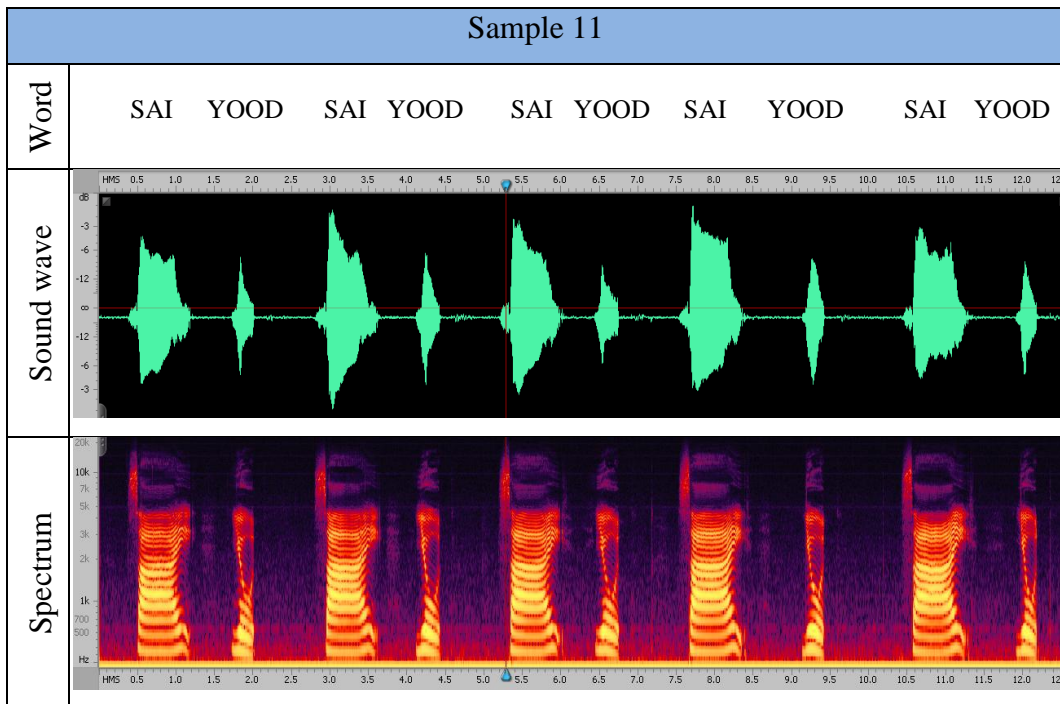 Sample 11
Word
SAI YOOD SAI YOOD SAI YOOD SAI YOOD SAI YOOD
Sound wave
HMS 0.5 1.0 1.5 2.0 2.5 3.0 3.5 4.0 4.5 5.0 5.5 6.0 6.5 7.0 7.5 8.0 8.5 9.0 9.5 10.0 10.5 11.0 11.5 12.0 12
dB
-3
-6
-12
∞
-12
-6
-3
Spectrum
20k
10k
7k
5k
3k
2k
1k
700
500
Hz
HMS 0.5 1.0 1.5 2.0 2.5 3.0 3.5 4.0 4.5 5.0 5.5 6.0 6.5 7.0 7.5 8.0 8.5 9.0 9.5 10.0 10.5 11.0 11.5 12.0 12